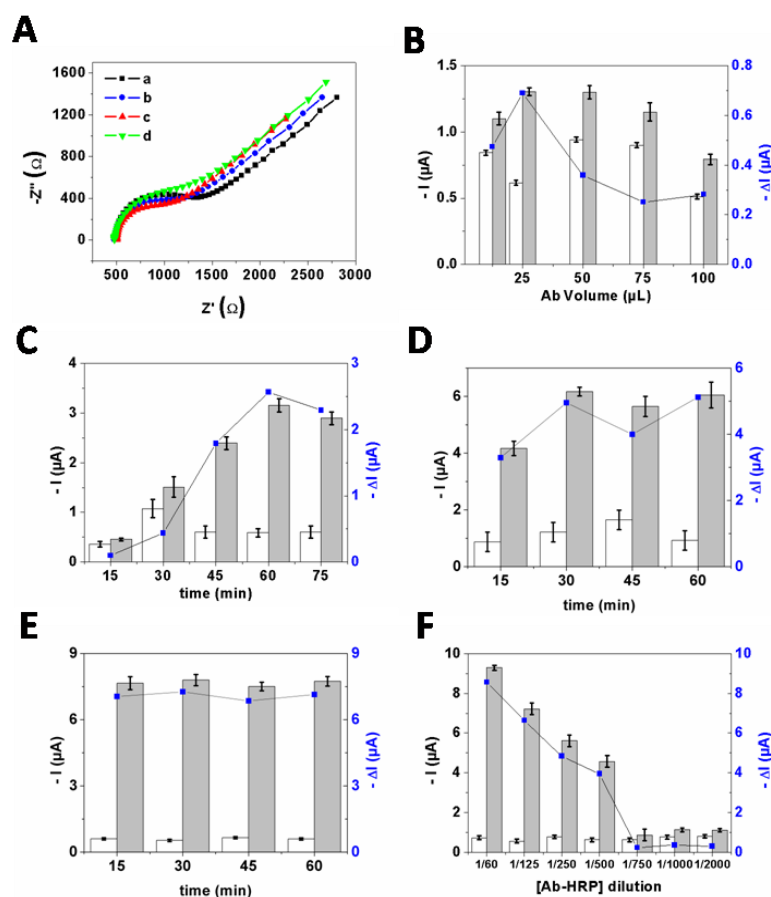 A
1600
1200
800
400
0
-Z'' (Ω)
a
b
c
d
500 1000 1500 2000 2500 3000
Z' (Ω)
B
1.5
1.0
0.5
0.0
- I (µA)
0.8
0.6
0.4
0.2
0.0
- ΔI (µA)
25 50 75 100
Ab Volume (µL)
C
4
3
2
1
0
- I (µA)
3
2
1
0
- ΔI (µA)
15 30 45 60 75
time (min)
D
6
4
2
0
- I (µA)
6
5
4
3
2
1
0
- ΔI (µA)
15 30 45 60
time (min)
E
9
6
3
0
- I (µA)
9
6
3
0
- ΔI (µA)
15 30 45 60
time (min)
F
10
8
6
4
2
0
- I (µA)
10
8
6
4
2
0
- ΔI (µA)
1/60 1/125 1/250 1/500 1/750 1/1000 1/2000
[Ab-HRP] dilution